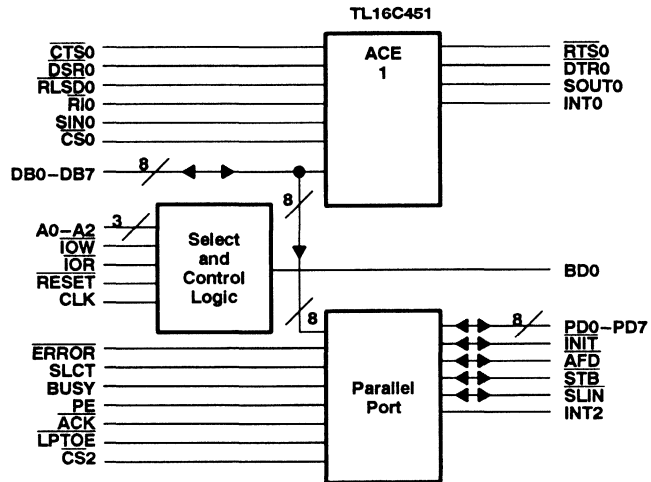 TL16C451
CTS0
DSR0
RLSD0
RI0
SIN0
CS0
ACE
1
RTS0
DTR0
SOUT0
INT0
DB0-DB7
8
8
A0-A2
3
IOW
IOR
RESET
CLK
Select
and
Control
Logic
BD0
8
ERROR
SLCT
BUSY
PE
ACK
LPTOE
CS2
Parallel
Port
8
PD0-PD7
INIT
AFD
STB
SLIN
INT2